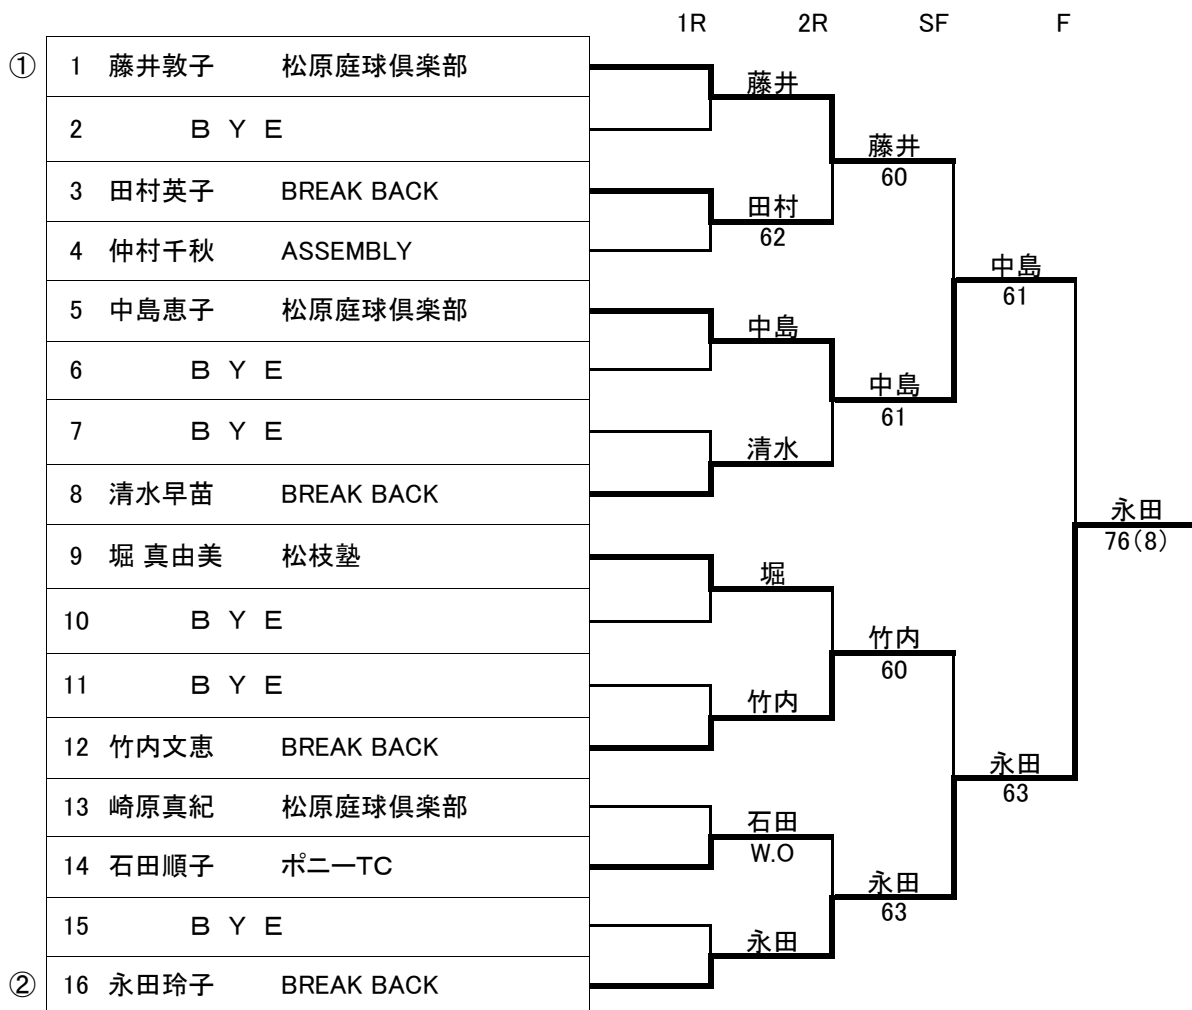 1R 2R SF F
① 1 藤井敦子 松原庭球倶楽部
藤井
2 B Y E
藤井
60
3 田村英子 BREAK BACK
田村
62
4 仲村千秋 ASSEMBLY
中島
61
5 中島恵子 松原庭球倶楽部
中島
6 B Y E
中島
61
7 B Y E
清水
8 清水早苗 BREAK BACK
永田
76(8)
9 堀 真由美 松枝塾
堀
10 B Y E
竹内
60
11 B Y E
竹内
12 竹内文恵 BREAK BACK
永田
63
13 崎原真紀 松原庭球倶楽部
石田
W.O
14 石田順子 ポニーTC
永田
63
15 B Y E
永田
② 16 永田玲子 BREAK BACK